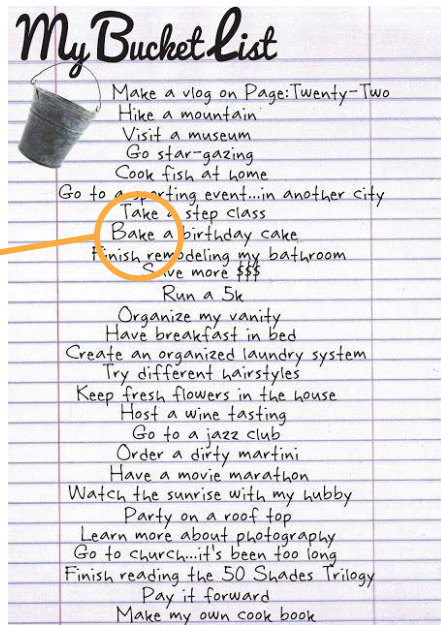 My Bucket List
Make a vlog on Page:Twenty-Two
Hike a mountain
Visit a museum
Go star-gazing
Cook fish at home
Go to a sporting event...in another city
Take a step class
Bake a birthday cake
Finish remodeling my bathroom
Save more $$$
Run a 5k
Organize my vanity
Have breakfast in bed
Create an organized laundry system
Try different hairstyles
Keep fresh flowers in the house
Host a wine tasting
Go to a jazz club
Order a dirty martini
Have a movie marathon
Watch the sunrise with my hubby
Party on a roof top
Learn more about photography
Go to church...it's been too long
Finish reading the 50 Shades Trilogy
Pay it forward
Make my own cook book